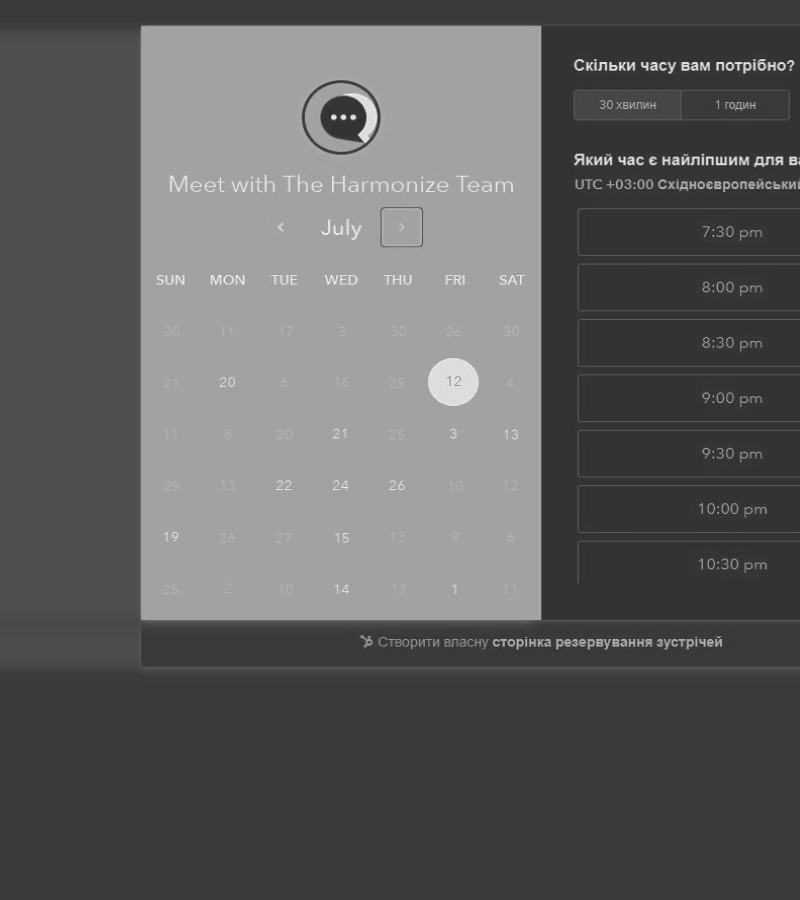 Meet with The Harmonize Team
July
SUN MON TUE WED THU FRI SAT
30 11 17 3 30 26 30
21 20 6 16 25 12 4
11 8 20 21 25 3 13
29 13 22 24 26 10 12
19 26 27 15 13 9 6
25 2 10 14 17 1 11
Скільки часу вам потрібно?
30 хвилин 1 годин
Який час є найліпшим для ва
UTC +03:00 Східноєвропейський
7:30 pm
8:00 pm
8:30 pm
9:00 pm
9:30 pm
10:00 pm
10:30 pm
Створити власну сторінка резервування зустрічей